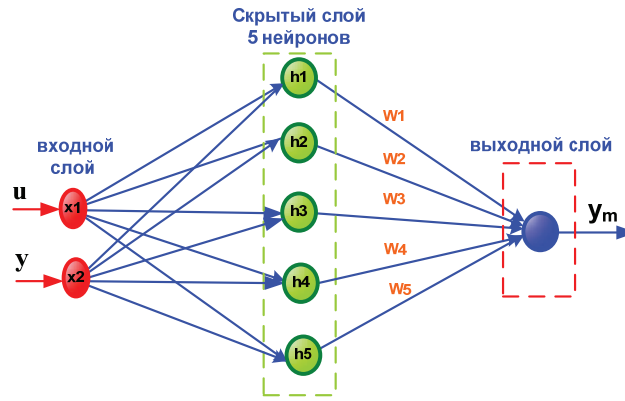 Скрытый слой
5 нейронов
h1
W1
входной
слой
h2
W2
выходной слой
u
x1
h3
W3
ym
y
x2
h4
W4
W5
h5